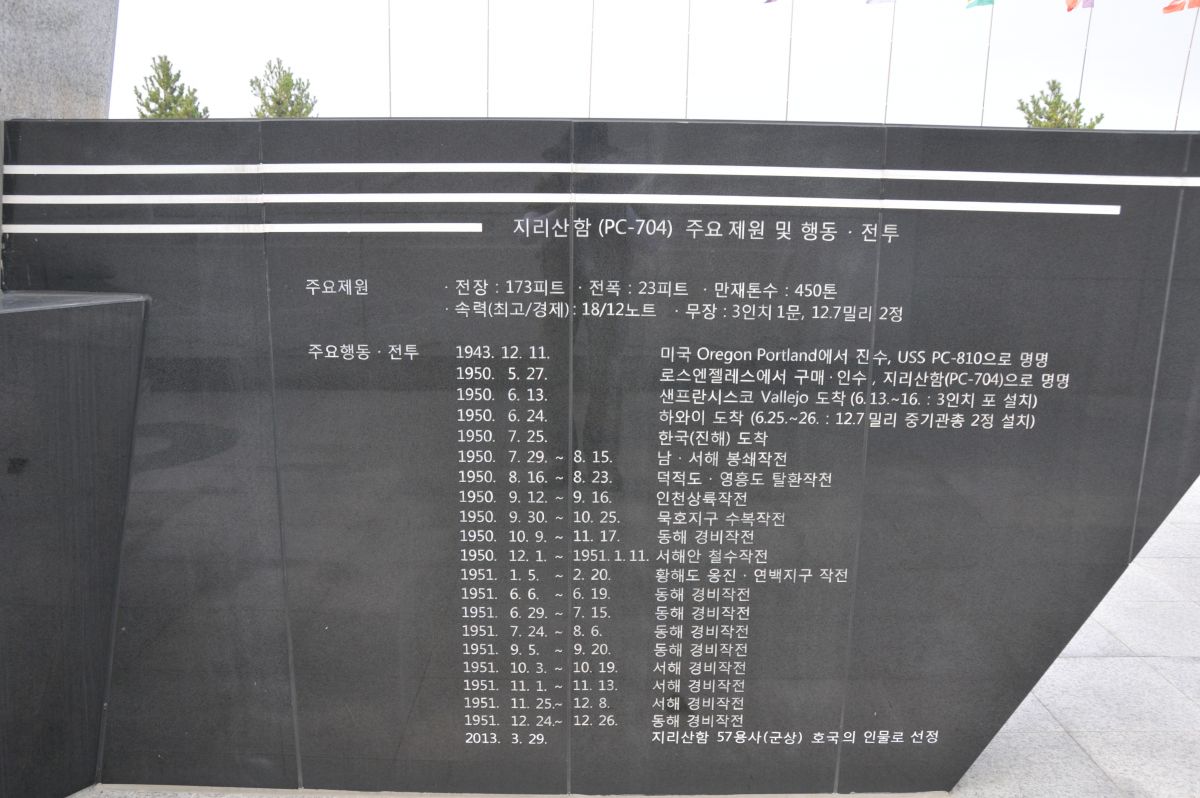 지리산함 (PC-704) 주요 제원 및 행동 · 전투
주요제원 · 전장 : 173피트 · 전폭 : 23피트 · 만재톤수 : 450톤
· 속력(최고/경제) : 18/12노트 · 무장 : 3인치 1문, 12.7밀리 2정
주요행동 · 전투 1943. 12. 11. 미국 Oregon Portland에서 진수, USS PC-810으로 명명
1950. 5. 27. 로스엔젤레스에서 구매·인수 , 지리산함(PC-704)으로 명명
1950. 6. 13. 샌프란시스코 Vallejo 도착 (6.13.~16. : 3인치 포 설치)
1950. 6. 24. 하와이 도착 (6.25.~26. : 12.7 밀리 중기관총 2정 설치)
1950. 7. 25. 한국(진해) 도착
1950. 7. 29. ~ 8. 15. 남 · 서해 봉쇄작전
1950. 8. 16. ~ 8. 23. 덕적도 · 영흥도 탈환작전
1950. 9. 12. ~ 9. 16. 인천상륙작전
1950. 9. 30. ~ 10. 25. 묵호지구 수복작전
1950. 10. 9. ~ 11. 17. 동해 경비작전
1950. 12. 1. ~ 1951. 1. 11. 서해안 철수작전
1951. 1. 5. ~ 2. 20. 황해도 옹진 · 연백지구 작전
1951. 6. 6. ~ 6. 19. 동해 경비작전
1951. 6. 29. ~ 7. 15. 동해 경비작전
1951. 7. 24. ~ 8. 6. 동해 경비작전
1951. 9. 5. ~ 9. 20. 동해 경비작전
1951. 10. 3. ~ 10. 19. 서해 경비작전
1951. 11. 1. ~ 11. 13. 서해 경비작전
1951. 11. 25.~ 12. 8. 서해 경비작전
1951. 12. 24.~ 12. 26. 동해 경비작전
2013. 3. 29. 지리산함 57용사(군상) 호국의 인물로 선정